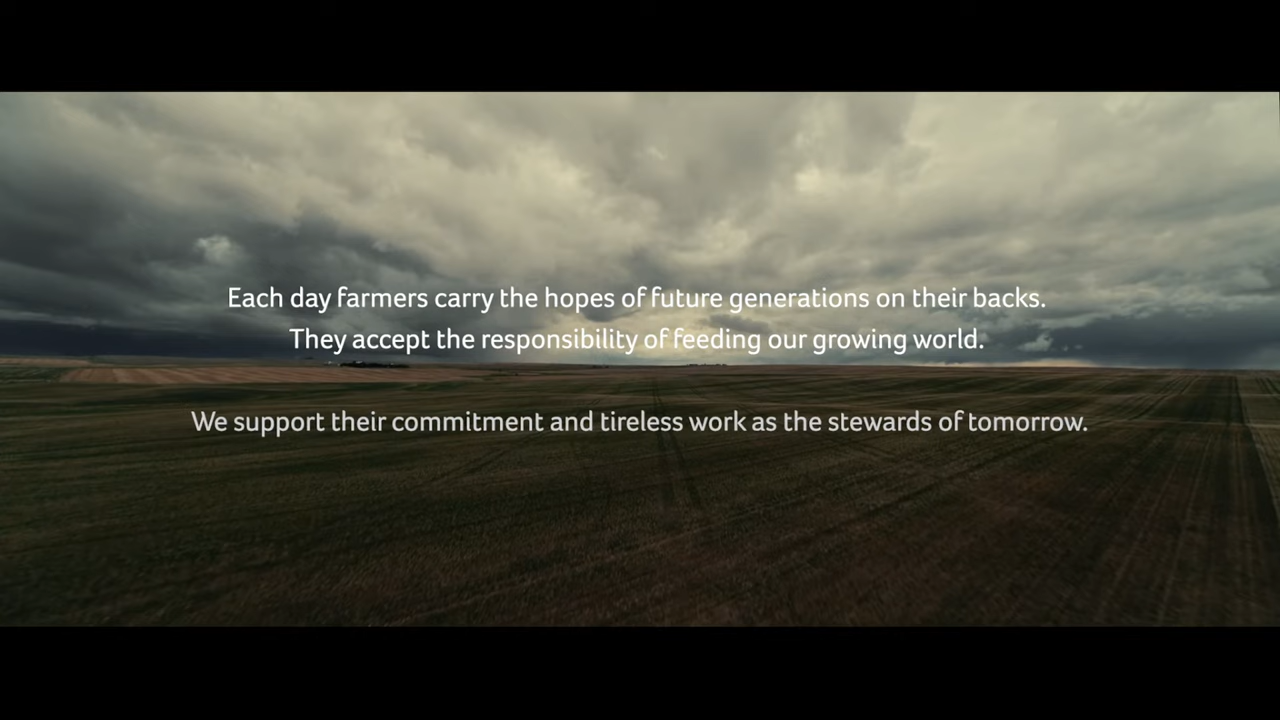 Each day farmers carry the hopes of future generations on their backs.
They accept the responsibility of feeding our growing world.
We support their commitment and tireless work as the stewards of tomorrow.